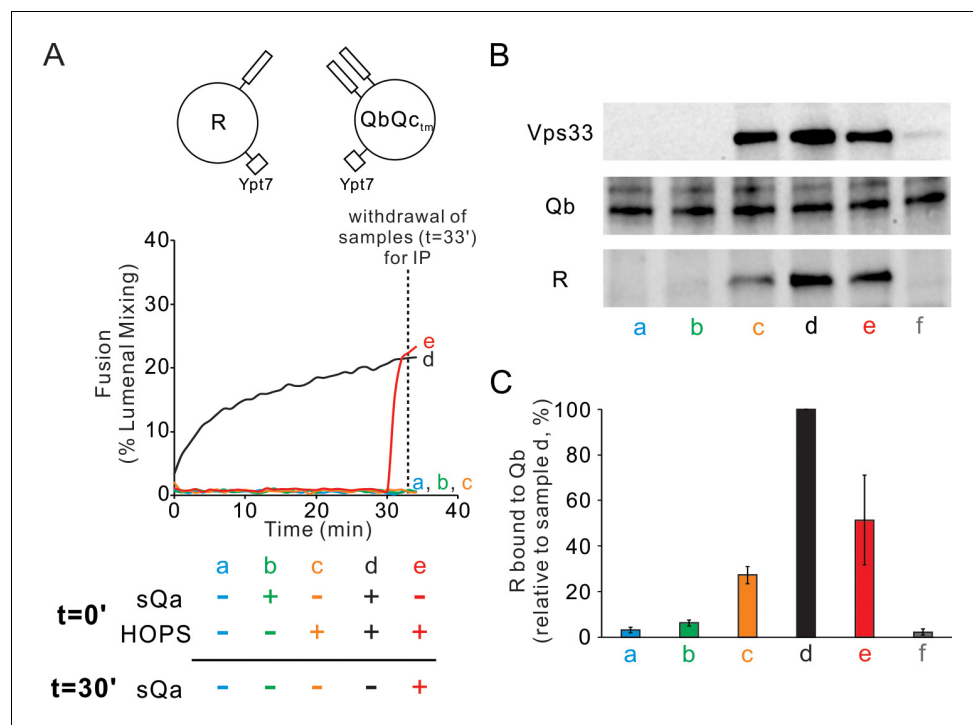 A
R
QbQctm
Ypt7
Ypt7
withdrawal of
samples (t=33')
for IP
Fusion
(% Lumenal Mixing)
40
30
20
10
0
e
d
a, b, c
0 10 20 30 40
Time (min)
a b c d e
t=0'
sQa - + - + -
HOPS - - + + +
t=30' sQa - - - - +
B
Vps33
Qb
R
a b c d e f
C
R bound to Qb
(relative to sample d, %)
100
80
60
40
20
0
a b c d e f